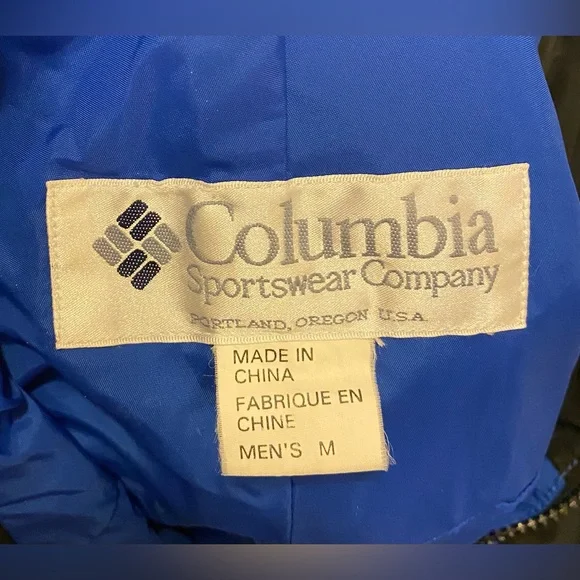 Columbia
Sportswear Company
PORTLAND, OREGON U.S.A.
MADE IN
CHINA
FABRIQUE EN
CHINE
MEN'S M